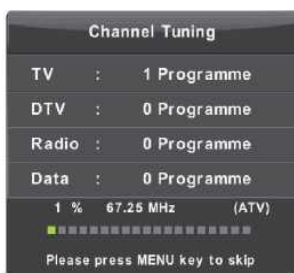 Channel Tuning
TV : 1 Programme
DTV : 0 Programme
Radio : 0 Programme
Data : 0 Programme
1 % 67.25 MHz (ATV)
Please press MENU key to skip